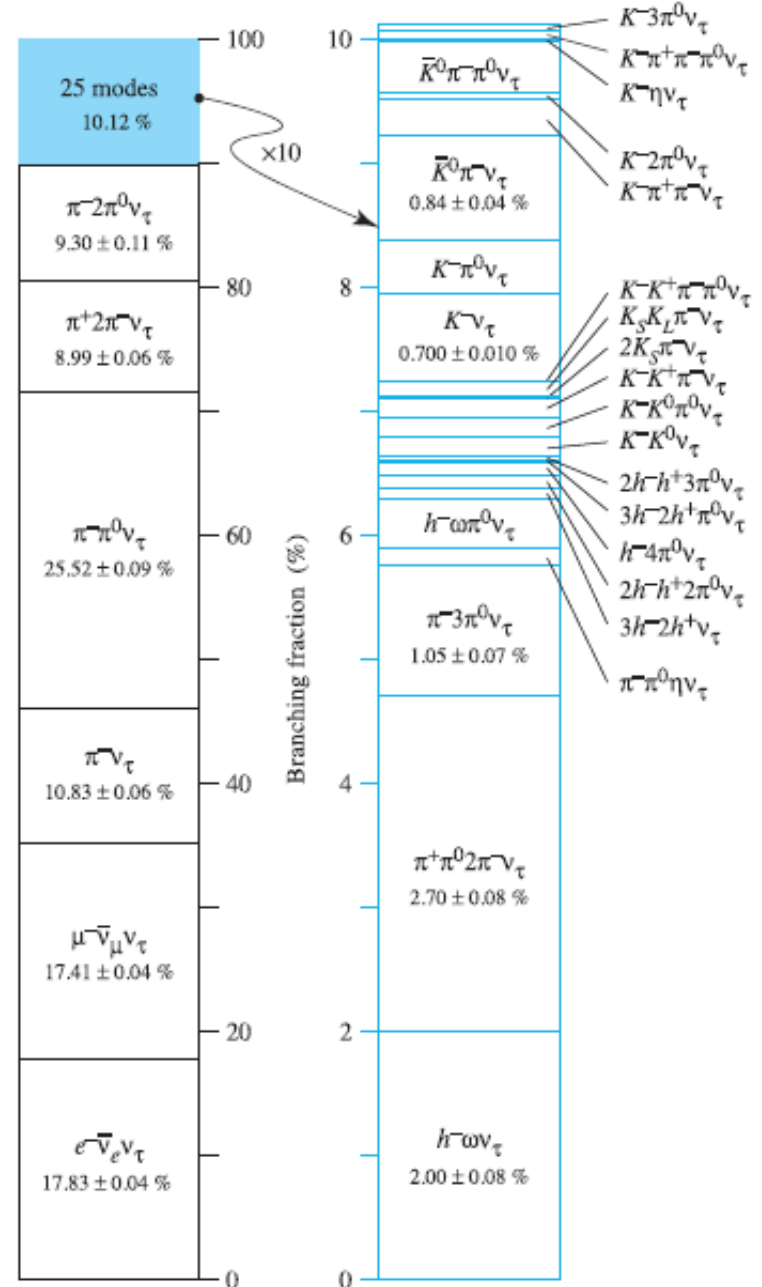 25 modes
10.12 %
π⁻2π⁰ν_τ
9.30 ± 0.11 %
π⁺2π⁻ν_τ
8.99 ± 0.06 %
π⁻π⁰ν_τ
25.52 ± 0.09 %
π⁻ν_τ
10.83 ± 0.06 %
μ⁻ν̄_μν_τ
17.41 ± 0.04 %
e⁻ν̄_eν_τ
17.83 ± 0.04 %
100
80
60
40
20
0
×10
Branching fraction (%)
10
8
6
4
2
0
K̄⁰π⁻π⁰ν_τ
K̄⁰π⁻ν_τ
0.84 ± 0.04 %
K⁻π⁰ν_τ
K⁻ν_τ
0.700 ± 0.010 %
h⁻ωπ⁰ν_τ
π⁻3π⁰ν_τ
1.05 ± 0.07 %
π⁺π⁰2π⁻ν_τ
2.70 ± 0.08 %
h⁻ων_τ
2.00 ± 0.08 %
K⁻3π⁰ν_τ
K⁻π⁺π⁻π⁰ν_τ
K⁻ην_τ
K⁻2π⁰ν_τ
K⁻π⁺π⁻ν_τ
K⁻K⁺π⁻π⁰ν_τ
K_SK_Lπ⁻ν_τ
2K_Sπ⁻ν_τ
K⁻K⁺π⁻ν_τ
K⁻K⁰π⁰ν_τ
K⁻K⁰ν_τ
2h⁻h⁺3π⁰ν_τ
3h⁻2h⁺π⁰ν_τ
h⁻4π⁰ν_τ
2h⁻h⁺2π⁰ν_τ
3h⁻2h⁺ν_τ
π⁻π⁰ην_τ